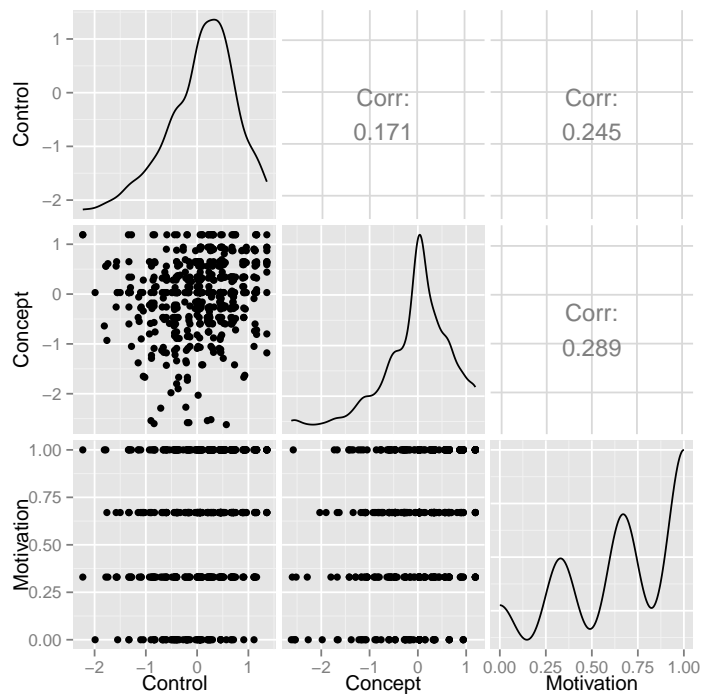 Control
1
0
−1
−2
Corr:
0.171
Corr:
0.245
Concept
1
0
−1
−2
Corr:
0.289
Motivation
1.00
0.75
0.50
0.25
0.00
−2 −1 0 1
−2 −1 0 1
0.00 0.25 0.50 0.75 1.00
Control
Concept
Motivation